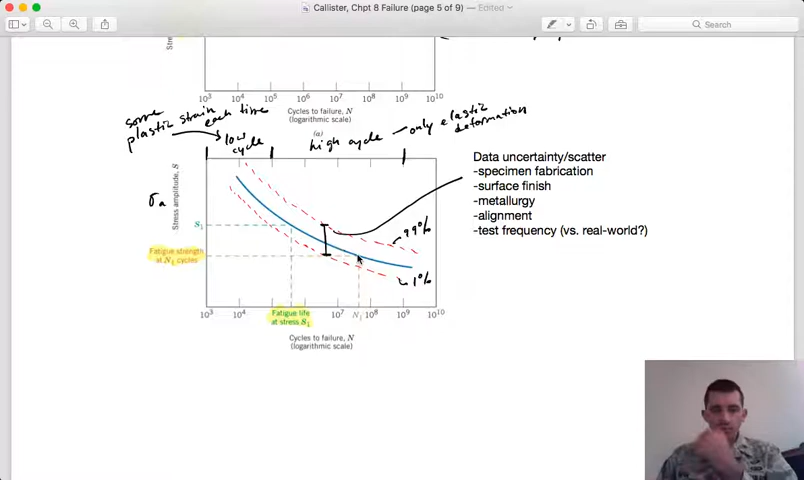 Callister, Chpt 8 Failure (page 5 of 9) — Edited
Search
10³ 10⁴ 10⁵ 10⁶ 10⁷ 10⁸ 10⁹ 10¹⁰
Cycles to failure, N
(logarithmic scale)
(a)
some
plastic strain
each time
low
cycle
high cycle
only elastic
deformation
Data uncertainty/scatter
-specimen fabrication
-surface finish
-metallurgy
-alignment
-test frequency (vs. real-world?)
σa
Stress amplitude, S
S₁
99%
Fatigue strength
at N₁ cycles
1%
10³ 10⁴ 10⁷ N₁ 10⁸ 10⁹ 10¹⁰
Fatigue life
at stress S₁
Cycles to failure, N
(logarithmic scale)